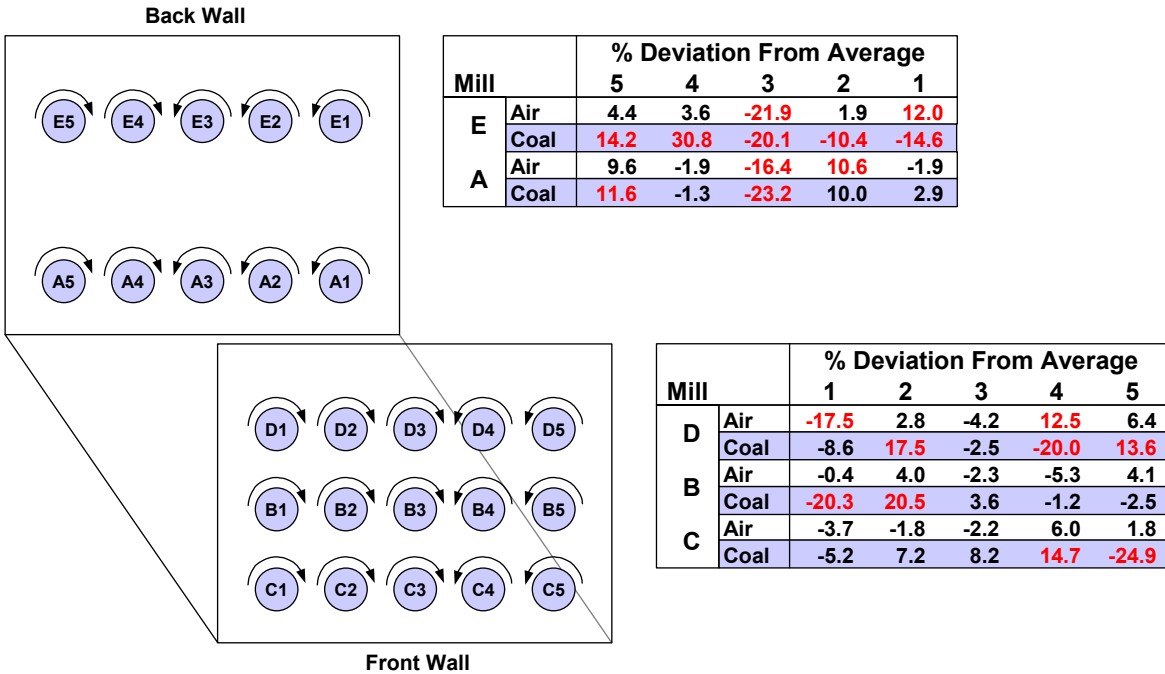 Back Wall
E5 E4 E3 E2 E1
A5 A4 A3 A2 A1
% Deviation From Average
Mill 5 4 3 2 1
E Air 4.4 3.6 -21.9 1.9 12.0
Coal 14.2 30.8 -20.1 -10.4 -14.6
A Air 9.6 -1.9 -16.4 10.6 -1.9
Coal 11.6 -1.3 -23.2 10.0 2.9
D1 D2 D3 D4 D5
B1 B2 B3 B4 B5
C1 C2 C3 C4 C5
Front Wall
% Deviation From Average
Mill 1 2 3 4 5
D Air -17.5 2.8 -4.2 12.5 6.4
Coal -8.6 17.5 -2.5 -20.0 13.6
B Air -0.4 4.0 -2.3 -5.3 4.1
Coal -20.3 20.5 3.6 -1.2 -2.5
C Air -3.7 -1.8 -2.2 6.0 1.8
Coal -5.2 7.2 8.2 14.7 -24.9